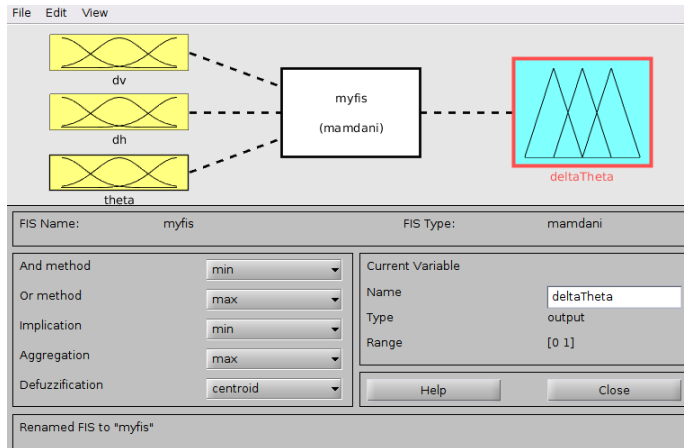 File Edit View
dv
myfis
(mamdani)
dh
deltaTheta
theta
FIS Name: myfis FIS Type: mamdani
And method min
Or method max
Implication min
Aggregation max
Defuzzification centroid
Current Variable
Name deltaTheta
Type output
Range [0 1]
Help Close
Renamed FIS to "myfis"